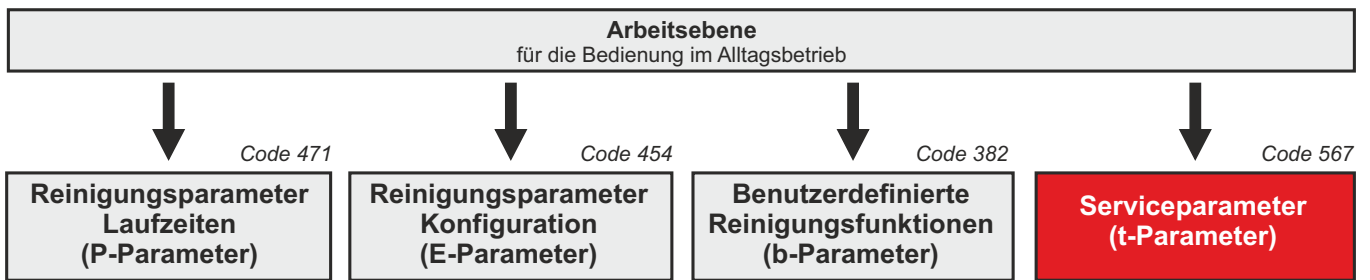 Arbeitsebene
für die Bedienung im Alltagsbetrieb
Code 471
Code 454
Code 382
Code 567
Reinigungsparameter
Laufzeiten
(P-Parameter)
Reinigungsparameter
Konfiguration
(E-Parameter)
Benutzerdefinierte
Reinigungsfunktionen
(b-Parameter)
Serviceparameter
(t-Parameter)